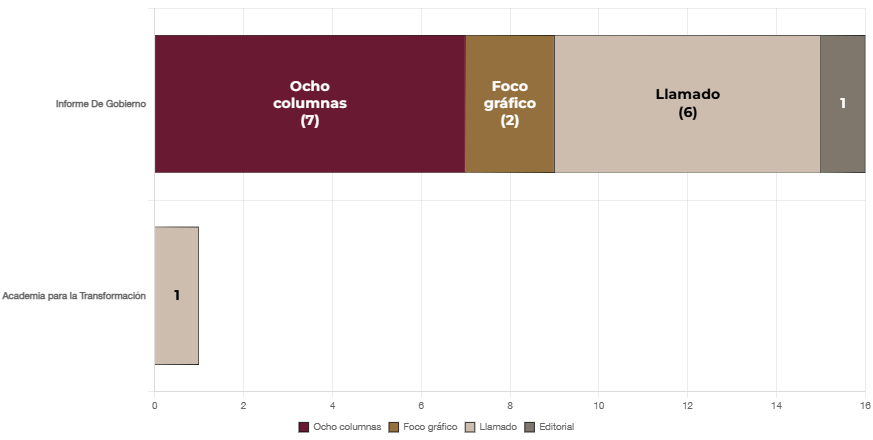 Informe De Gobierno
Ocho
columnas
(7)
Foco
gráfico
(2)
Llamado
(6)
1
Academia para la Transformación
1
0 2 4 6 8 10 12 14 16
Ocho columnas Foco gráfico Llamado Editorial